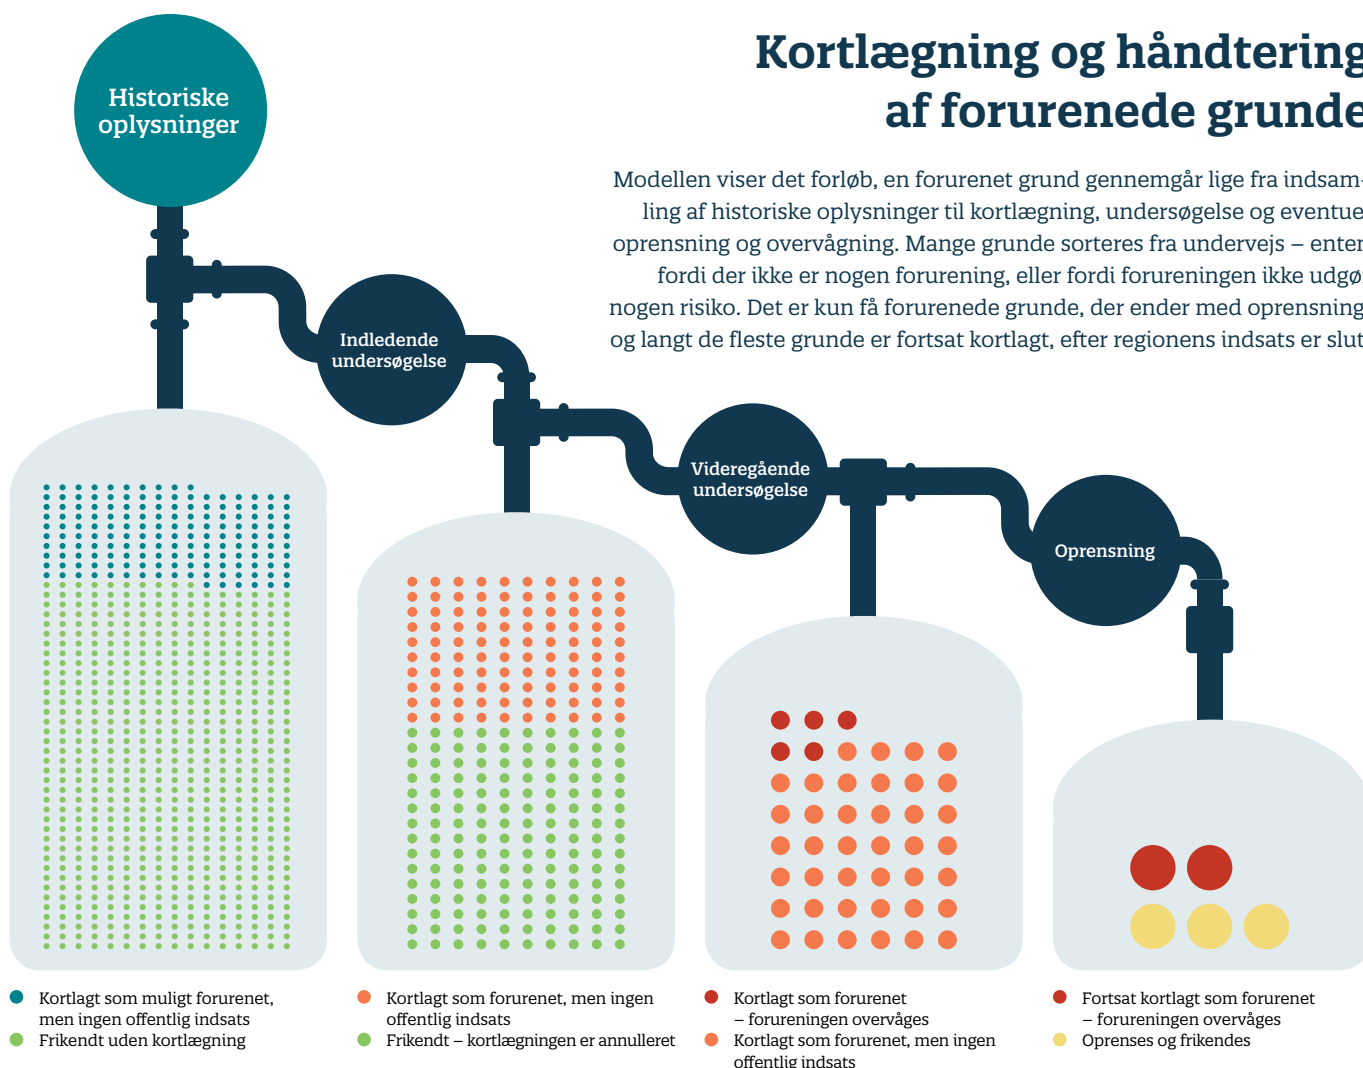 Kortlægning og håndtering
af forurenede grunde
Modellen viser det forløb, en forurenet grund gennemgår lige fra indsam-
ling af historiske oplysninger til kortlægning, undersøgelse og eventue
oprensning og overvågning. Mange grunde sorteres fra undervejs – enten
fordi der ikke er nogen forurening, eller fordi forureningen ikke udgø
nogen risiko. Det er kun få forurenede grunde, der ender med oprensning
og langt de fleste grunde er fortsat kortlagt, efter regionens indsats er slut
Historiske
oplysninger
Indledende
undersøgelse
Videregående
undersøgelse
Oprensning
Kortlagt som muligt forurenet,
men ingen offentlig indsats
Frikendt uden kortlægning
Kortlagt som forurenet, men ingen
offentlig indsats
Frikendt – kortlægningen er annulleret
Kortlagt som forurenet
– forureningen overvåges
Kortlagt som forurenet, men ingen
offentlig indsats
Fortsat kortlagt som forurenet
– forureningen overvåges
Oprenses og frikendes